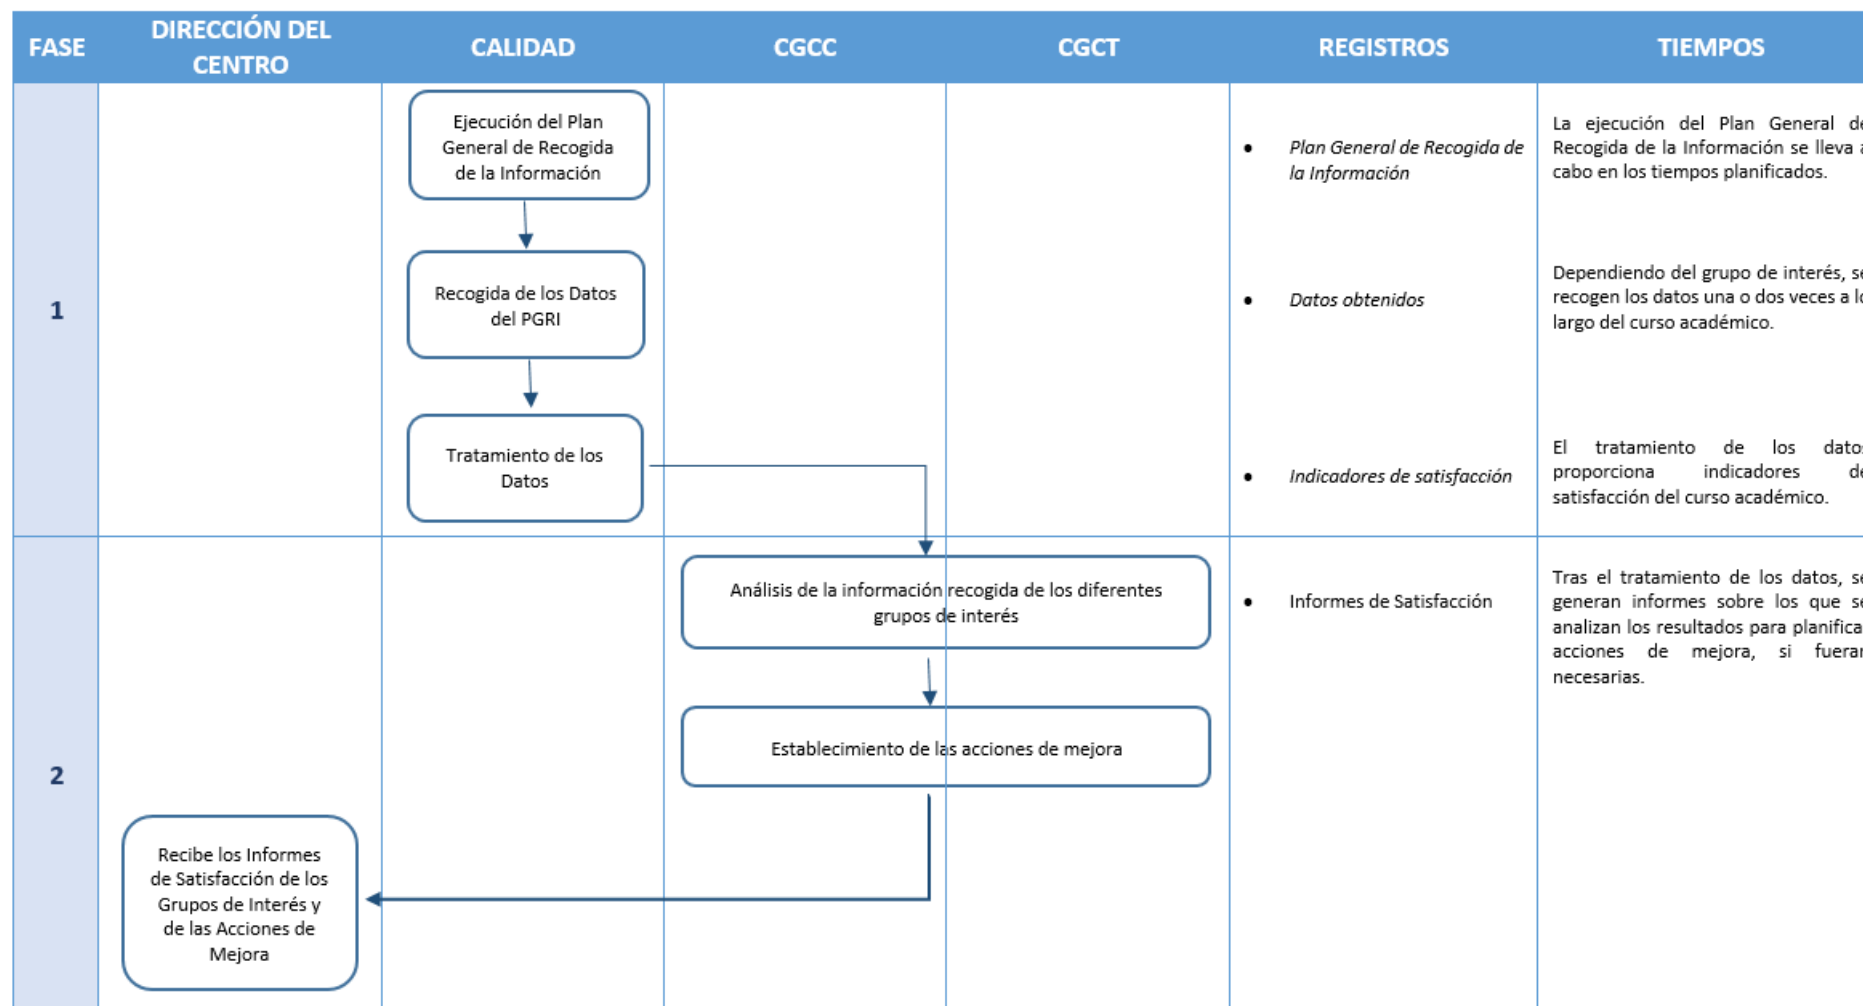 FASE
DIRECCIÓN DEL
CENTRO
CALIDAD
CGCC
CGCT
REGISTROS
TIEMPOS
1
Ejecución del Plan
General de Recogida
de la Información
Recogida de los Datos
del PGRI
Tratamiento de los
Datos
• Plan General de Recogida de
la Información
• Datos obtenidos
• Indicadores de satisfacción
La ejecución del Plan General de
Recogida de la Información se lleva a
cabo en los tiempos planificados.
Dependiendo del grupo de interés, se
recogen los datos una o dos veces a lo
largo del curso académico.
El tratamiento de los datos
proporciona indicadores de
satisfacción del curso académico.
2
Análisis de la información recogida de los diferentes
grupos de interés
Establecimiento de las acciones de mejora
Recibe los Informes
de Satisfacción de los
Grupos de Interés y
de las Acciones de
Mejora
• Informes de Satisfacción
Tras el tratamiento de los datos, se
generan informes sobre los que se
analizan los resultados para planifica
acciones de mejora, si fueran
necesarias.